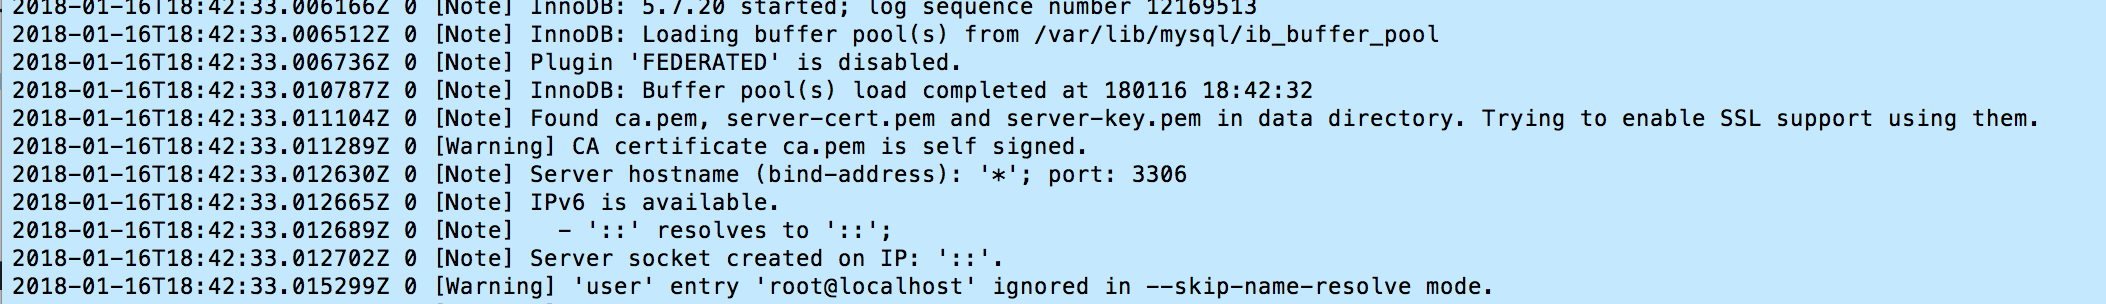 2018-01-16T18:42:33.006166Z 0 [Note] InnoDB: 5.7.20 started; log sequence number 12169513
2018-01-16T18:42:33.006512Z 0 [Note] InnoDB: Loading buffer pool(s) from /var/lib/mysql/ib_buffer_pool
2018-01-16T18:42:33.006736Z 0 [Note] Plugin 'FEDERATED' is disabled.
2018-01-16T18:42:33.010787Z 0 [Note] InnoDB: Buffer pool(s) load completed at 180116 18:42:32
2018-01-16T18:42:33.011104Z 0 [Note] Found ca.pem, server-cert.pem and server-key.pem in data directory. Trying to enable SSL support using them.
2018-01-16T18:42:33.011289Z 0 [Warning] CA certificate ca.pem is self signed.
2018-01-16T18:42:33.012630Z 0 [Note] Server hostname (bind-address): '*'; port: 3306
2018-01-16T18:42:33.012665Z 0 [Note] IPv6 is available.
2018-01-16T18:42:33.012689Z 0 [Note]   - '::' resolves to '::';
2018-01-16T18:42:33.012702Z 0 [Note] Server socket created on IP: '::'.
2018-01-16T18:42:33.015299Z 0 [Warning] 'user' entry 'root@localhost' ignored in --skip-name-resolve mode.